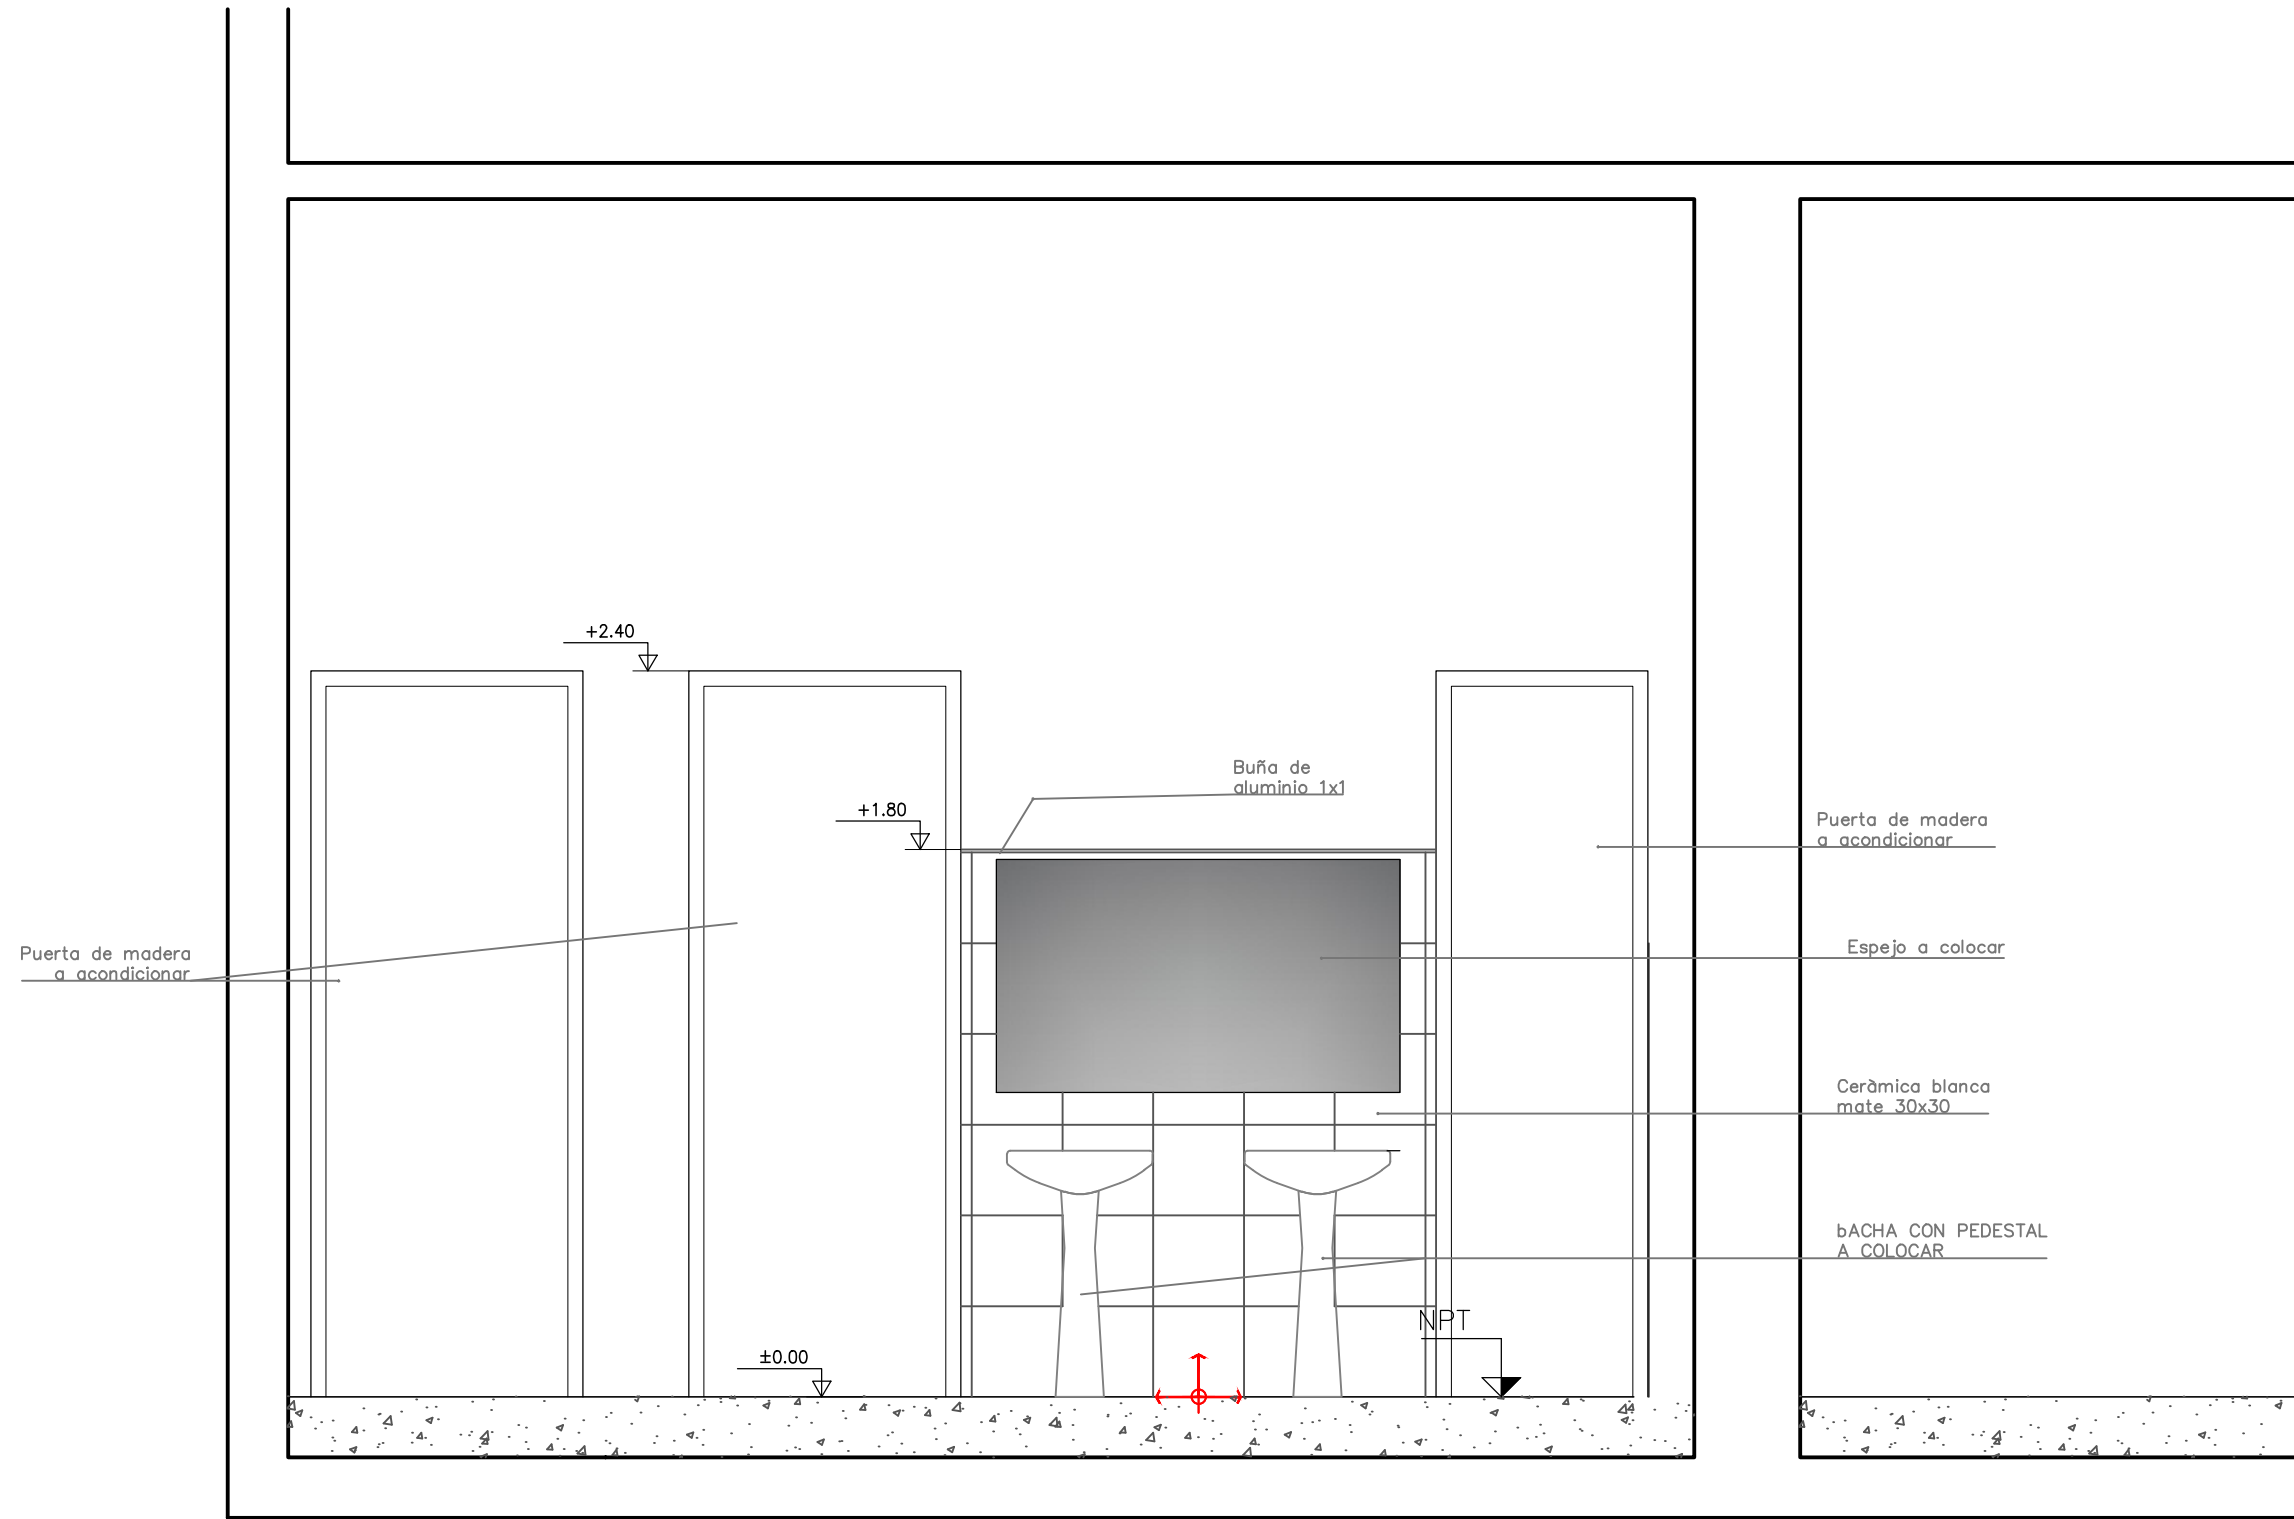 +2.40
Buña de
aluminio 1x1
+1.80
Puerta de madera
a acondicionar
Puerta de madera
a acondicionar
Espejo a colocar
Ceràmica blanca
mate 30x30
bACHA CON PEDESTAL
A COLOCAR
NPT
±0.00